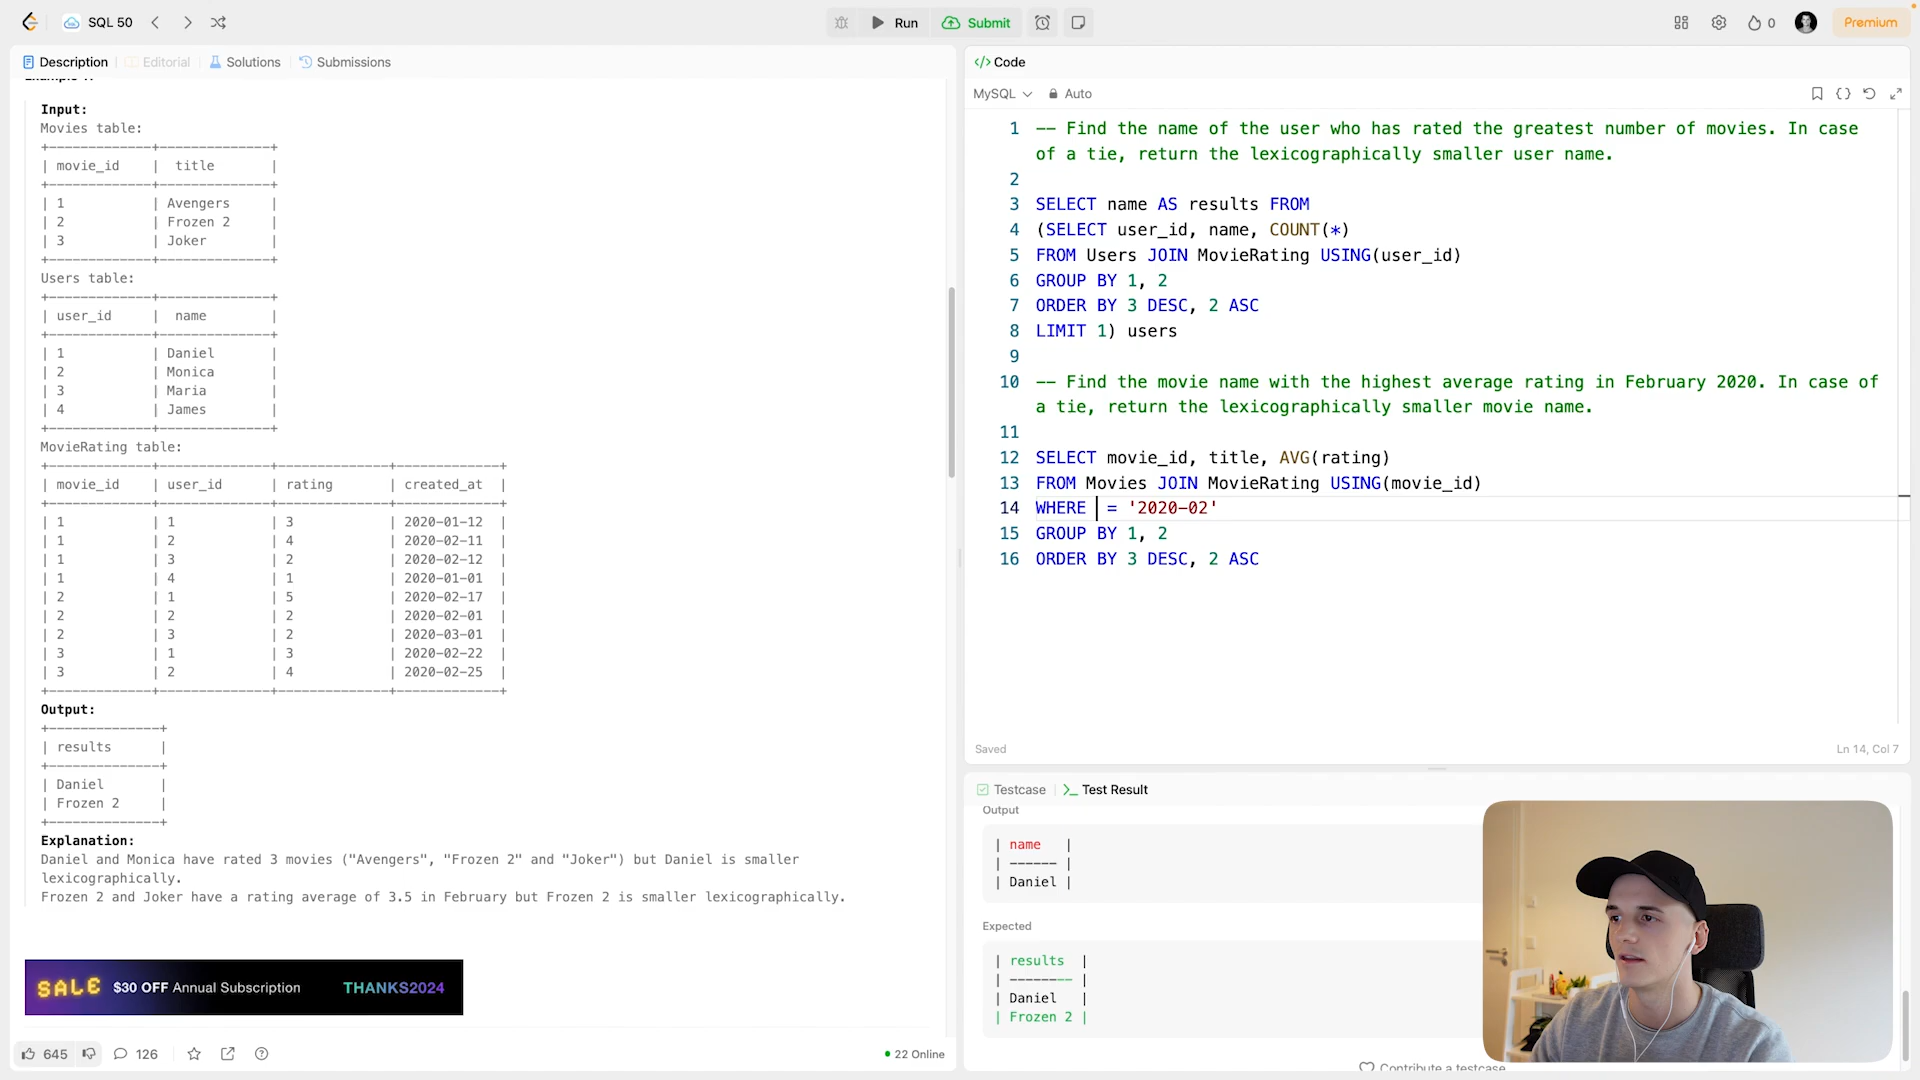 SQL 50
Run
Submit
0
Premium
Description
Editorial
Solutions
Submissions
Input:
Movies table:
+-------------+--------------+
| movie_id    |  title       |
+-------------+--------------+
| 1           | Avengers     |
| 2           | Frozen 2     |
| 3           | Joker        |
+-------------+--------------+
Users table:
+-------------+--------------+
| user_id     |  name        |
+-------------+--------------+
| 1           | Daniel       |
| 2           | Monica       |
| 3           | Maria        |
| 4           | James        |
+-------------+--------------+
MovieRating table:
+-------------+--------------+--------------+-------------+
| movie_id    | user_id      | rating       | created_at  |
+-------------+--------------+--------------+-------------+
| 1           | 1            | 3            | 2020-01-12  |
| 1           | 2            | 4            | 2020-02-11  |
| 1           | 3            | 2            | 2020-02-12  |
| 1           | 4            | 1            | 2020-01-01  |
| 2           | 1            | 5            | 2020-02-17  |
| 2           | 2            | 2            | 2020-02-01  |
| 2           | 3            | 2            | 2020-03-01  |
| 3           | 1            | 3            | 2020-02-22  |
| 3           | 2            | 4            | 2020-02-25  |
+-------------+--------------+--------------+-------------+
Output:
+--------------+
| results      |
+--------------+
| Daniel       |
| Frozen 2     |
+--------------+
Explanation:
Daniel and Monica have rated 3 movies ("Avengers", "Frozen 2" and "Joker") but Daniel is smaller
lexicographically.
Frozen 2 and Joker have a rating average of 3.5 in February but Frozen 2 is smaller lexicographically.
SALE $30 OFF Annual Subscription THANKS2024
645
126
22 Online
</> Code
MySQL
Auto
1 -- Find the name of the user who has rated the greatest number of movies. In case
of a tie, return the lexicographically smaller user name.
2
3 SELECT name AS results FROM
4 (SELECT user_id, name, COUNT(*)
5 FROM Users JOIN MovieRating USING(user_id)
6 GROUP BY 1, 2
7 ORDER BY 3 DESC, 2 ASC
8 LIMIT 1) users
9
10 -- Find the movie name with the highest average rating in February 2020. In case of
a tie, return the lexicographically smaller movie name.
11
12 SELECT movie_id, title, AVG(rating)
13 FROM Movies JOIN MovieRating USING(movie_id)
14 WHERE  = '2020-02'
15 GROUP BY 1, 2
16 ORDER BY 3 DESC, 2 ASC
Saved
Ln 14, Col 7
Testcase
Test Result
Output
| name   |
| ------ |
| Daniel |
Expected
| results  |
| -------- |
| Daniel   |
| Frozen 2 |
Contribute a testcase